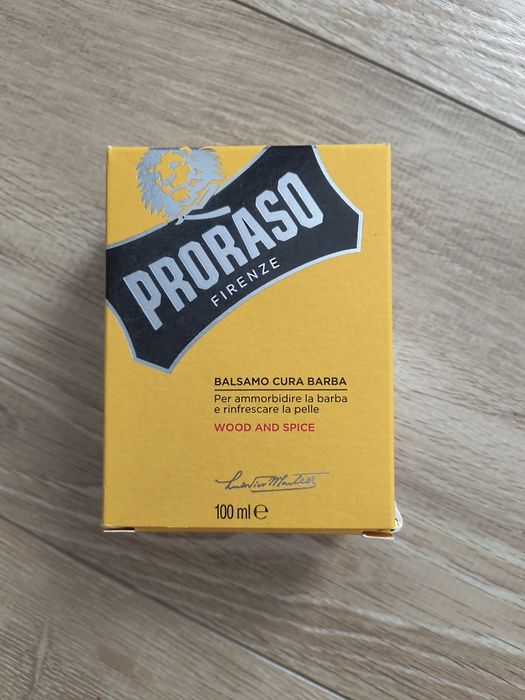 PRORASO
FIRENZE
BALSAMO CURA BARBA
Per ammorbidire la barba
e rinfrescare la pelle
WOOD AND SPICE
100 ml ℮